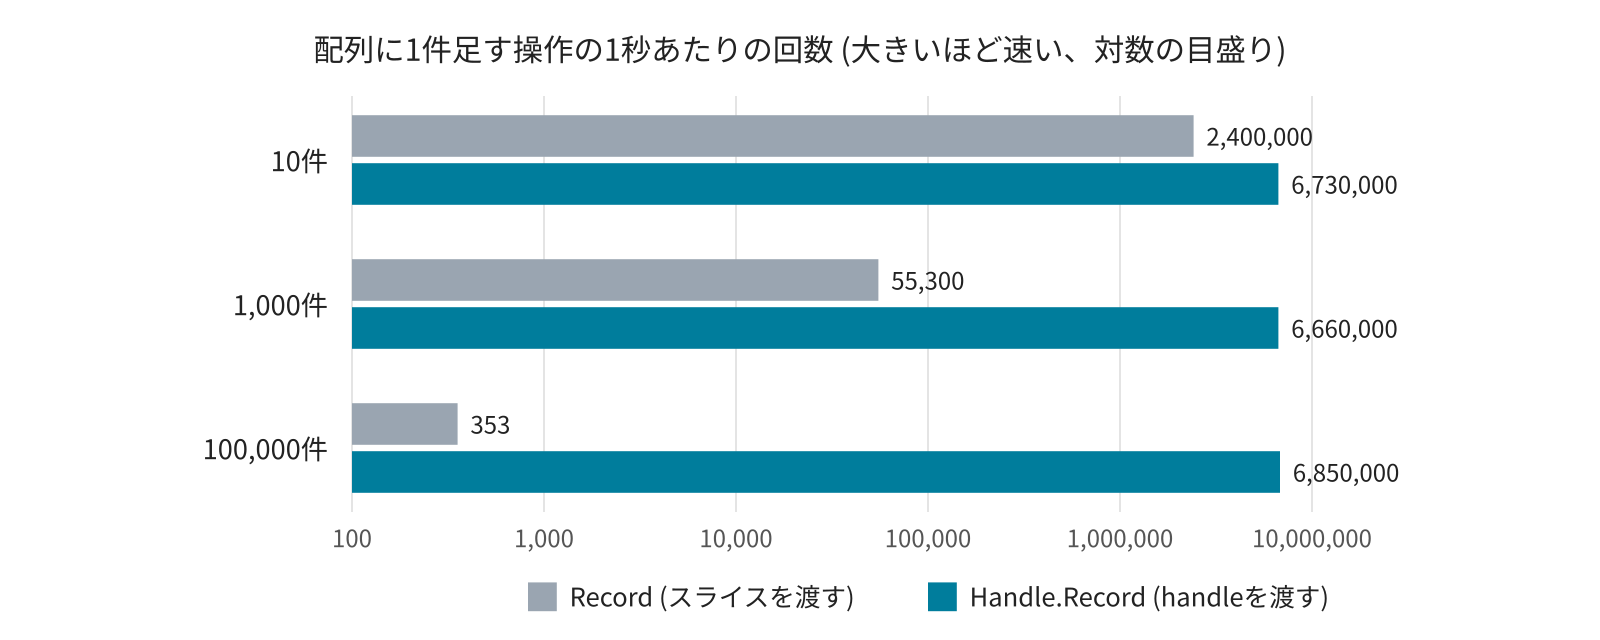 配列に1件足す操作の1秒あたりの回数 (大きいほど速い、対数の目盛り)
10件
2,400,000
6,730,000
1,000件
55,300
6,660,000
100,000件
353
6,850,000
100 1,000 10,000 100,000 1,000,000 10,000,000
Record (スライスを渡す) Handle.Record (handleを渡す)